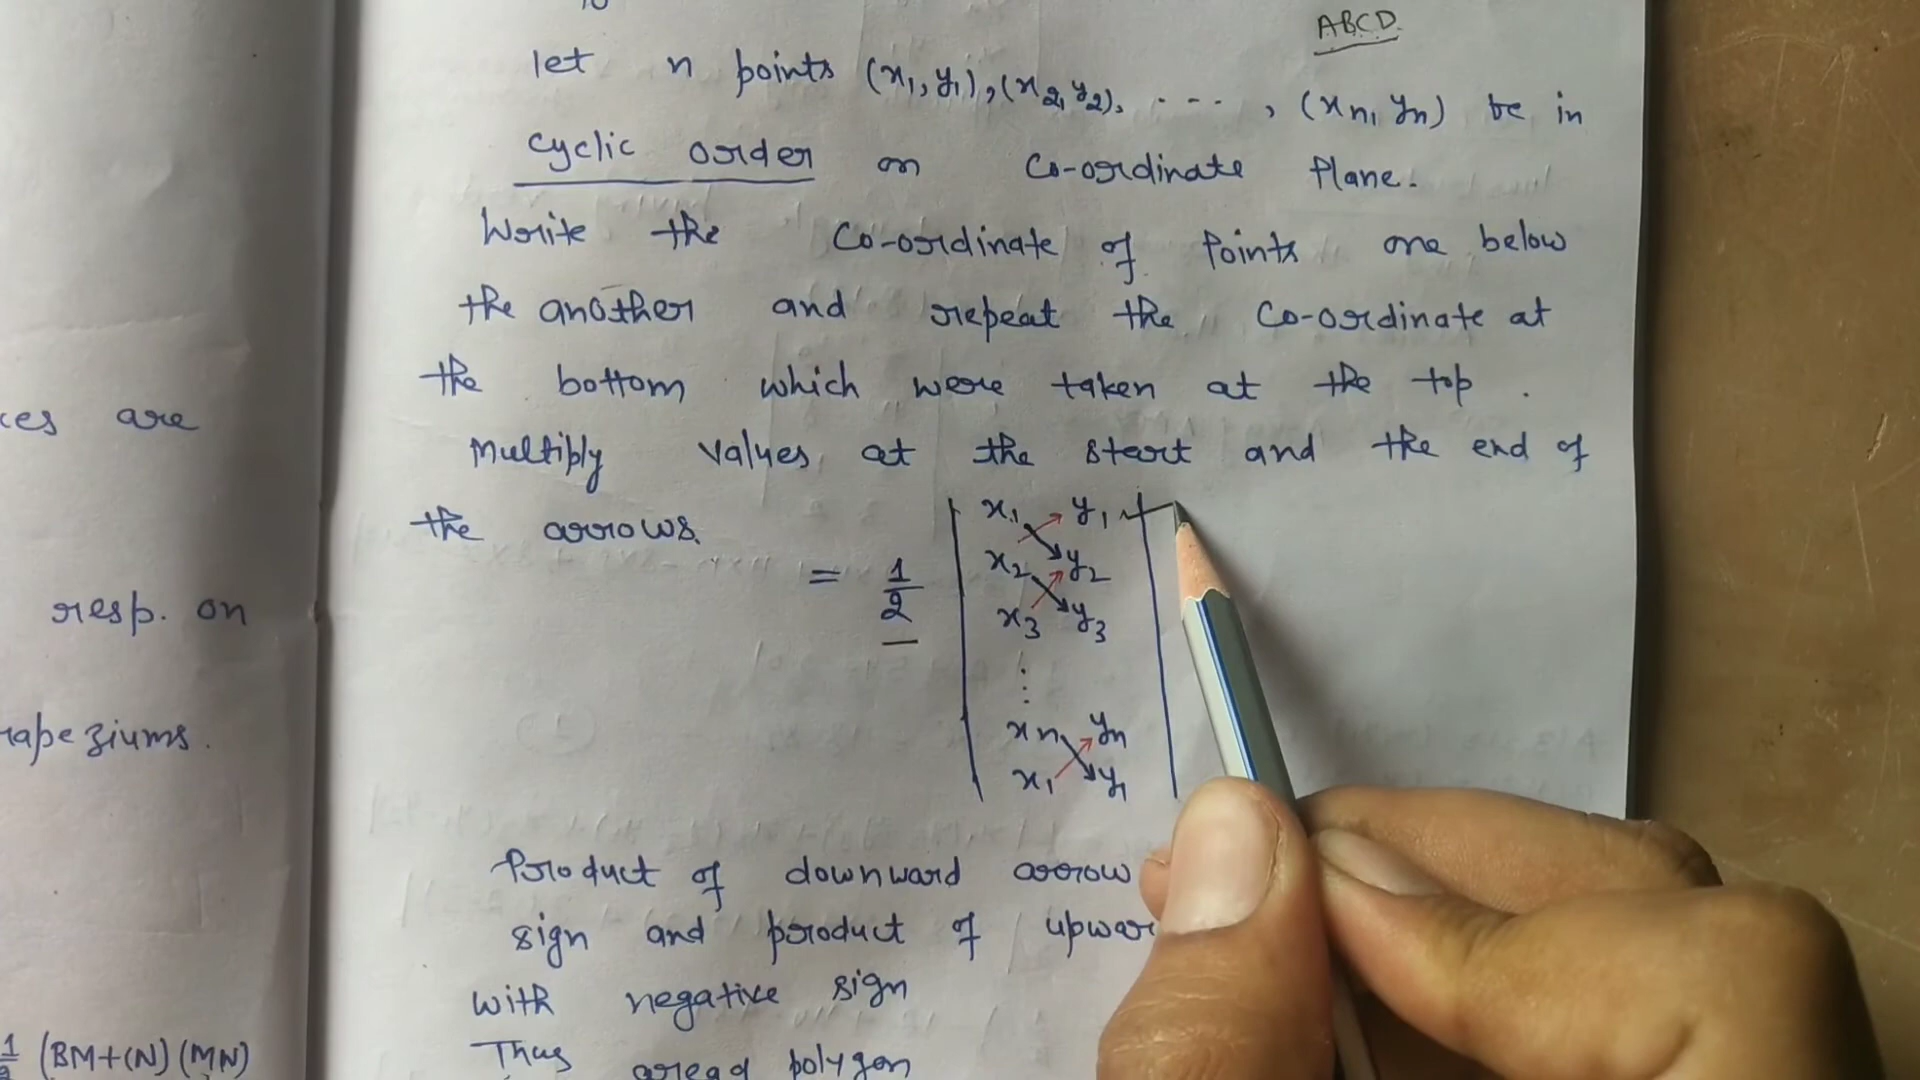 ABCD
let n points (x1, y1), (x2, y2), ----, (xn, yn) be in
cyclic order on Co-ordinate Plane.
Write the Co-ordinate of Points one below
the another and repeat the Co-ordinate at
the bottom which were taken at the top.
Multiply values at the start and the end of
the arrows.
= 1/2
x1 y1
x2 y2
x3 y3
⋮
xn yn
x1 y1
Product of downward arrow
sign and product of upwar
with negative sign
Thus area of polygon
are
resp. on
1/2 (BM+CN)(MN)